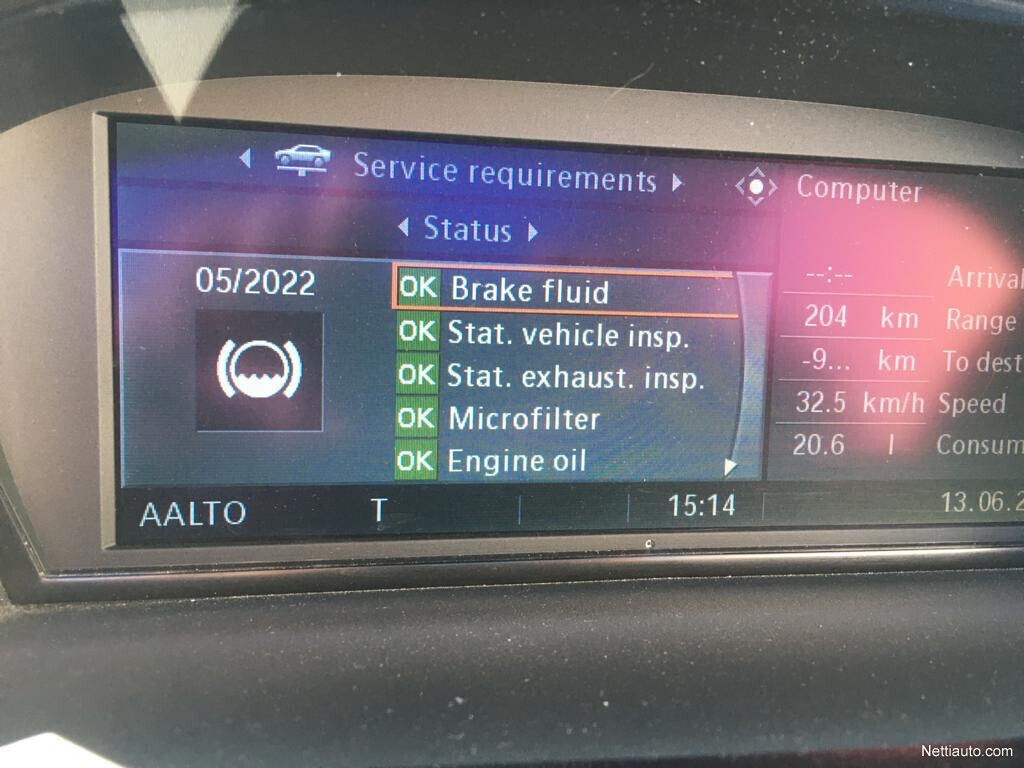 Service requirements
Computer
Status
05/2022
OK Brake fluid
OK Stat. vehicle insp.
OK Stat. exhaust. insp.
OK Microfilter
OK Engine oil
--:-- Arrival
204 km Range
-9... km To dest
32.5 km/h Speed
20.6 l Consum
AALTO T 15:14 13.06.2
Nettiauto.com